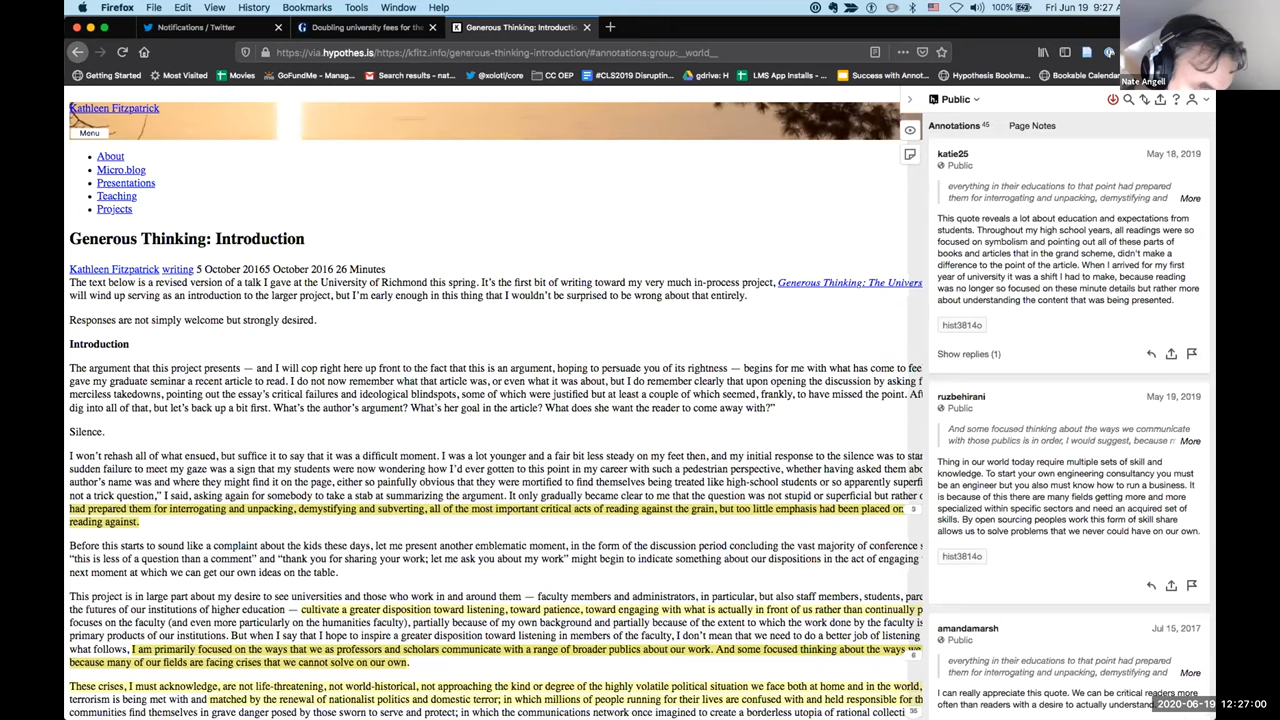 Firefox File Edit View History Bookmarks Tools Window Help
100% Fri Jun 19 9:27 A
Notifications / Twitter
Doubling university fees for the
Generous Thinking: Introductio
https://via.hypothes.is/https://kfitz.info/generous-thinking-introduction/#annotations:group:__world__
Getting Started Most Visited Movies GoFundMe - Manag... Search results - nat... @xolotl/core CC OEP #CLS2019 Disruptin... gdrive: H LMS App Installs - ... Success with Annot... Hypothesis Bookma... Bookable Calendar
Nate Angell
Kathleen Fitzpatrick
Menu
About
Micro.blog
Presentations
Teaching
Projects
Generous Thinking: Introduction
Kathleen Fitzpatrick writing 5 October 20165 October 2016 26 Minutes
The text below is a revised version of a talk I gave at the University of Richmond this spring. It’s the first bit of writing toward my very much in-process project, Generous Thinking: The Univers
will wind up serving as an introduction to the larger project, but I’m early enough in this thing that I wouldn’t be surprised to be wrong about that entirely.
Responses are not simply welcome but strongly desired.
Introduction
The argument that this project presents — and I will cop right here up front to the fact that this is an argument, hoping to persuade you of its rightness — begins for me with what has come to fee
gave my graduate seminar a recent article to read. I do not now remember what that article was, or even what it was about, but I do remember clearly that upon opening the discussion by asking f
merciless takedowns, pointing out the essay’s critical failures and ideological blindspots, some of which were justified but at least a couple of which seemed, frankly, to have missed the point. Aft
dig into all of that, but let’s back up a bit first. What’s the author’s argument? What’s her goal in the article? What does she want the reader to come away with?”
Silence.
I won’t rehash all of what ensued, but suffice it to say that it was a difficult moment. I was a lot younger and a fair bit less steady on my feet then, and my initial response to the silence was to star
sudden failure to meet my gaze was a sign that my students were now wondering how I’d ever gotten to this point in my career with such a pedestrian perspective, whether having asked them abo
author’s name was and where they might find it on the page, either so painfully obvious that they were mortified to find themselves being treated like high-school students or so apparently superfi
not a trick question,” I said, asking again for somebody to take a stab at summarizing the argument. It only gradually became clear to me that the question was not stupid or superficial but rather o
had prepared them for interrogating and unpacking, demystifying and subverting, all of the most important critical acts of reading against the grain, but too little emphasis had been placed on
3
reading against.
Before this starts to sound like a complaint about the kids these days, let me present another emblematic moment, in the form of the discussion period concluding the vast majority of conference s
“this is less of a question than a comment” and “thank you for sharing your work; let me ask you about my work” might begin to indicate something about our dispositions in the act of engaging
next moment at which we can get our own ideas on the table.
This project is in large part about my desire to see universities and those who work in and around them — faculty members and administrators, in particular, but also staff members, students, pare
the futures of our institutions of higher education — cultivate a greater disposition toward listening, toward patience, toward engaging with what is actually in front of us rather than continually p
focuses on the faculty (and even more particularly on the humanities faculty), partially because of my own background and partially because of the extent to which the work done by the faculty is
primary products of our institutions. But when I say that I hope to inspire a greater disposition toward listening in members of the faculty, I don’t mean that we need to do a better job of listening
what follows, I am primarily focused on the ways that we as professors and scholars communicate with a range of broader publics about our work. And some focused thinking about the ways we
6
because many of our fields are facing crises that we cannot solve on our own.
These crises, I must acknowledge, are not life-threatening, not world-historical, not approaching the kind or degree of the highly volatile political situation we face both at home and in the world,
terrorism is being met with and matched by the renewal of nationalist politics and domestic terror; in which millions of people running for their lives are confused with and held responsible for th
communities find themselves in grave danger posed by those sworn to serve and protect; in which the communications network once imagined to create a borderless utopia of rational collecti
35
Public
Annotations 45 Page Notes
katie25 May 18, 2019
Public
everything in their educations to that point had prepared
them for interrogating and unpacking, demystifying and More
This quote reveals a lot about education and expectations from
students. Throughout my high school years, all readings were so
focused on symbolism and pointing out all of these parts of
books and articles that in the grand scheme, didn't make a
difference to the point of the article. When I arrived for my first
year of university it was a shift I had to make, because reading
was no longer so focused on these minute details but rather more
about understanding the content that was being presented.
hist3814o
Show replies (1)
ruzbehirani May 19, 2019
Public
And some focused thinking about the ways we communicate
with those publics is in order, I would suggest, because m More
Thing in our world today require multiple sets of skill and
knowledge. To start your own engineering consultancy you must
be an engineer but you also must know how to run a business. It
is because of this there are many fields getting more and more
specialized within specific sectors and need an acquired set of
skills. By open sourcing peoples work this form of skill share
allows us to solve problems that we never could have on our own.
hist3814o
amandamarsh Jul 15, 2017
Public
everything in their educations to that point had prepared
them for interrogating and unpacking, demystifying and More
I can really appreciate this quote. We can be critical readers more
often than readers with a desire to actually understand
2020-06-19 12:27:00